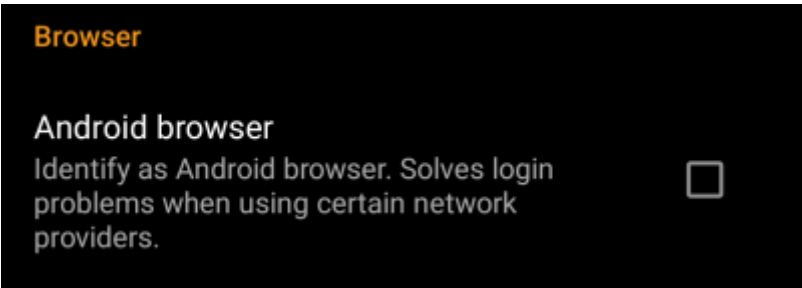 Browser
Android browser
Identify as Android browser. Solves login
problems when using certain network
providers.